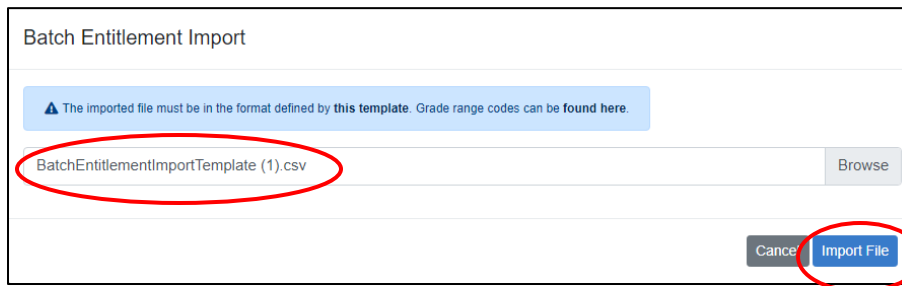 Batch Entitlement Import
The imported file must be in the format defined by this template. Grade range codes can be found here.
BatchEntitlementImportTemplate (1).csv
Browse
Cancel
Import File